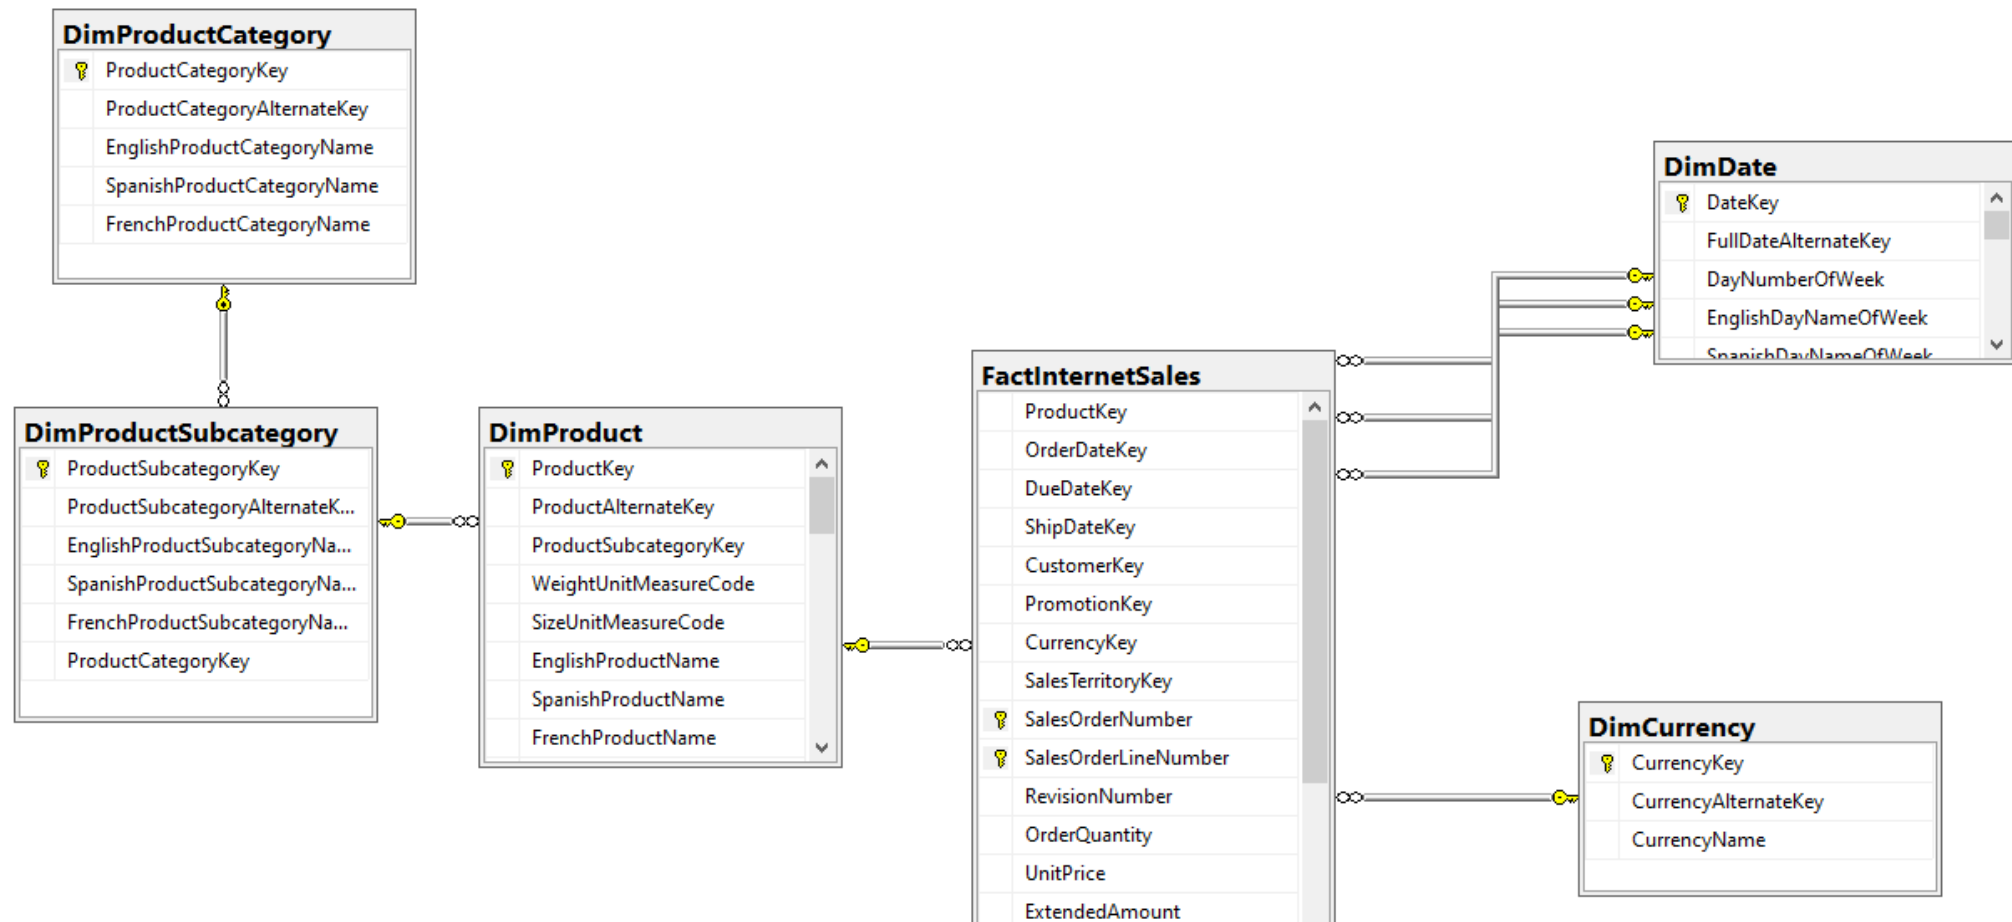 DimProductCategory
ProductCategoryKey
ProductCategoryAlternateKey
EnglishProductCategoryName
SpanishProductCategoryName
FrenchProductCategoryName
DimProductSubcategory
ProductSubcategoryKey
ProductSubcategoryAlternateK...
EnglishProductSubcategoryNa...
SpanishProductSubcategoryNa...
FrenchProductSubcategoryNa...
ProductCategoryKey
DimProduct
ProductKey
ProductAlternateKey
ProductSubcategoryKey
WeightUnitMeasureCode
SizeUnitMeasureCode
EnglishProductName
SpanishProductName
FrenchProductName
FactInternetSales
ProductKey
OrderDateKey
DueDateKey
ShipDateKey
CustomerKey
PromotionKey
CurrencyKey
SalesTerritoryKey
SalesOrderNumber
SalesOrderLineNumber
RevisionNumber
OrderQuantity
UnitPrice
ExtendedAmount
DimDate
DateKey
FullDateAlternateKey
DayNumberOfWeek
EnglishDayNameOfWeek
SpanishDayNameOfWeek
DimCurrency
CurrencyKey
CurrencyAlternateKey
CurrencyName